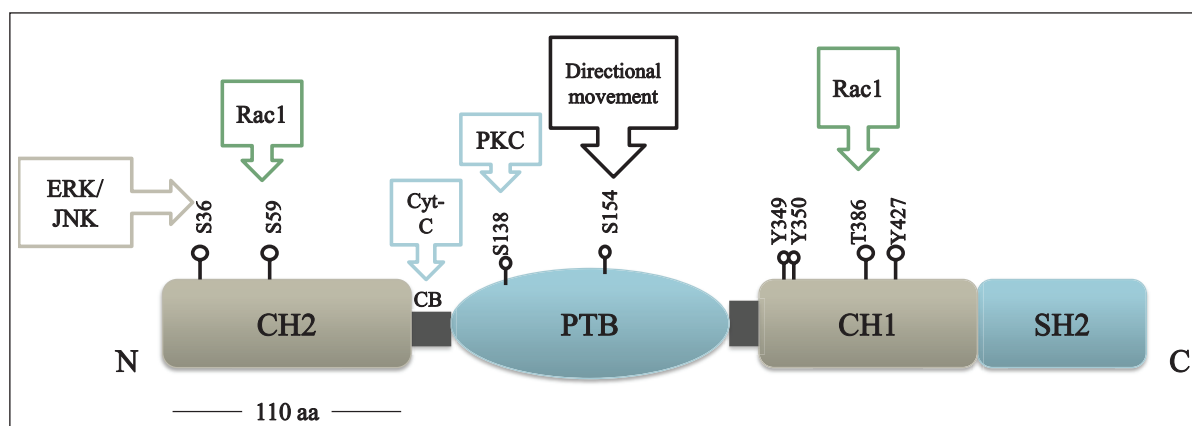 Directional
movement
Rac1
Rac1
PKC
ERK/
JNK
Cyt-
C
S36
S59
S138
S154
Y349
Y350
T386
Y427
CB
CH2
PTB
CH1
SH2
N
C
110 aa